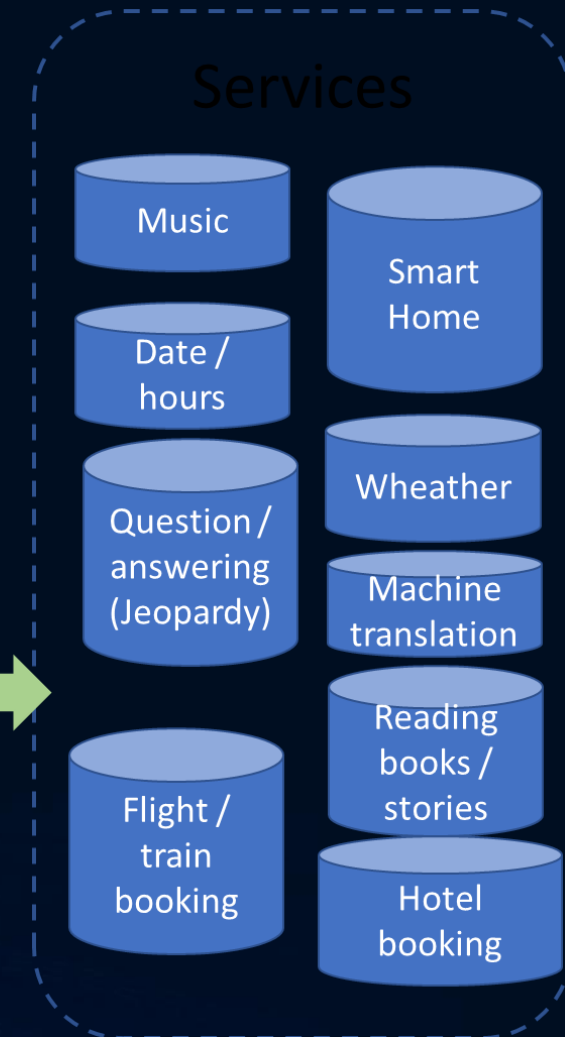 Services
Music
Date /
hours
Question /
answering
(Jeopardy)
Flight /
train
booking
Smart
Home
Wheather
Machine
translation
Reading
books /
stories
Hotel
booking